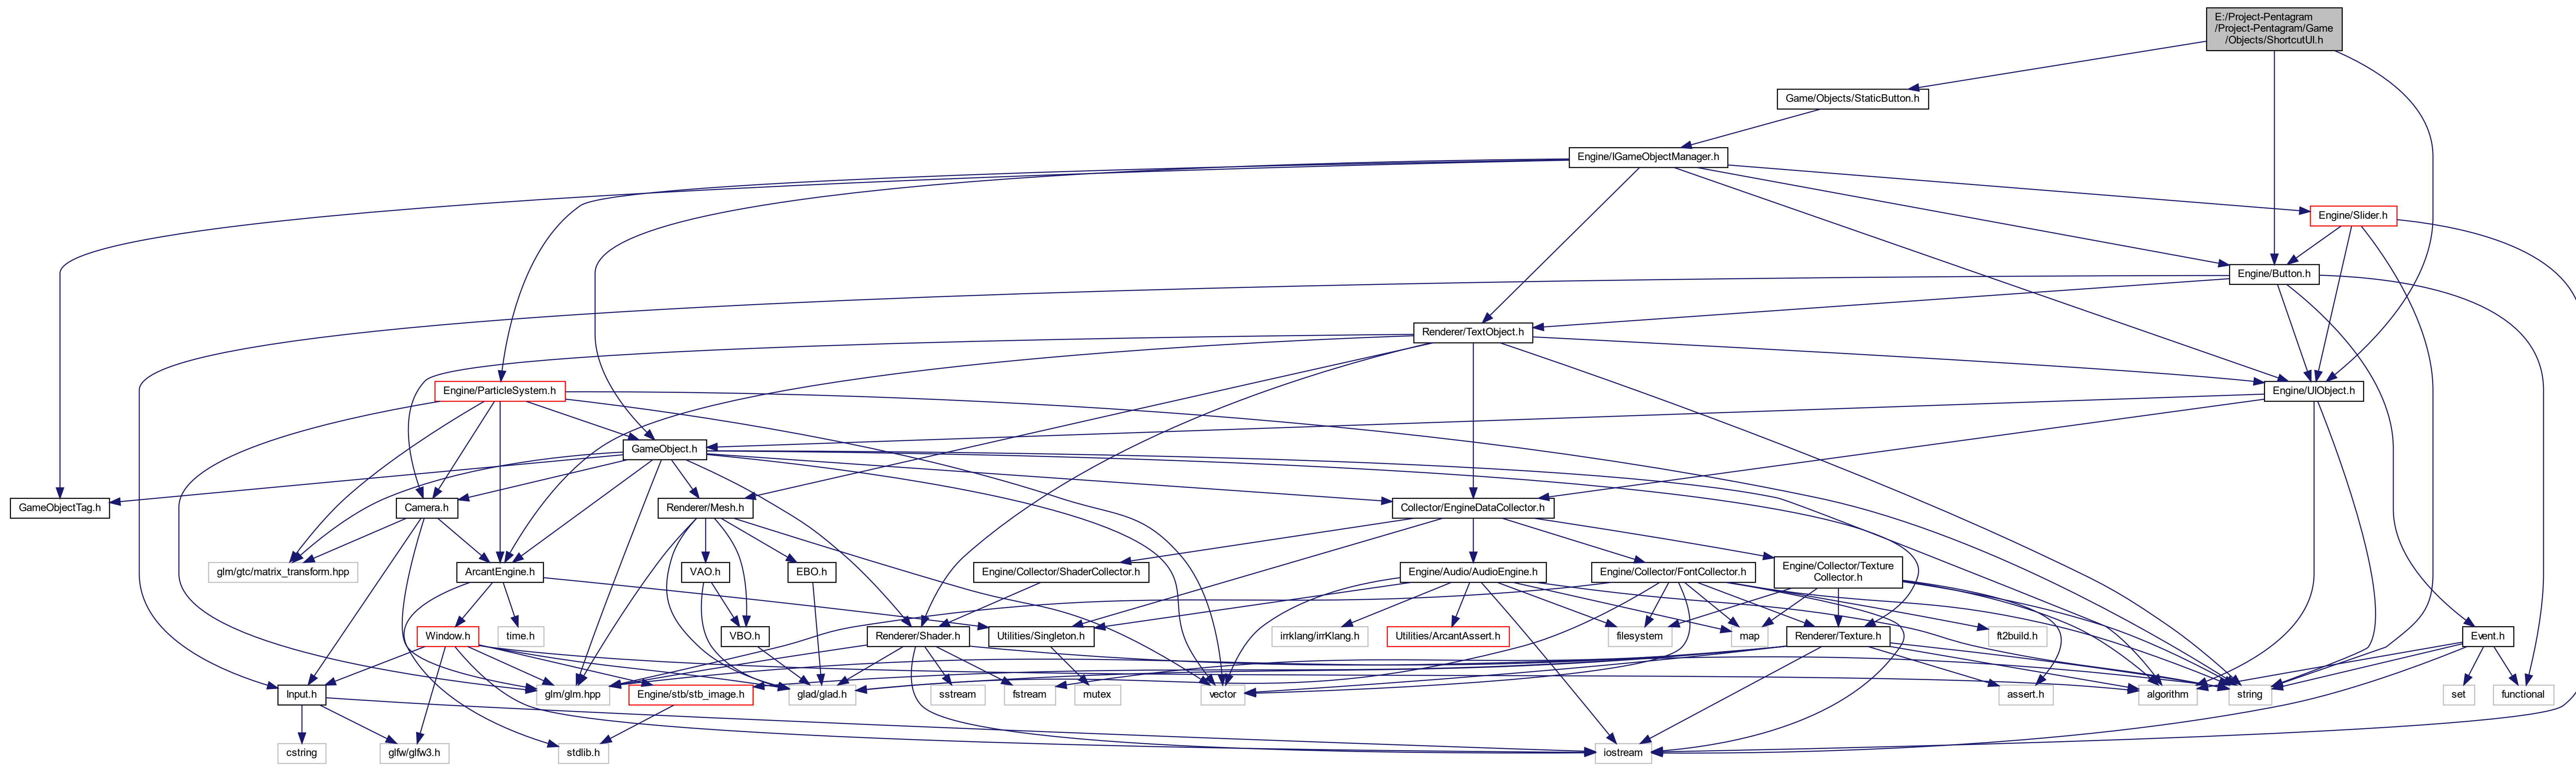 E:/Project-Pentagram
/Project-Pentagram/Game
/Objects/ShortcutUI.h
Game/Objects/StaticButton.h
Engine/IGameObjectManager.h
Engine/Slider.h
Engine/Button.h
Renderer/TextObject.h
Engine/ParticleSystem.h
Engine/UIObject.h
GameObject.h
GameObjectTag.h
Camera.h
Renderer/Mesh.h
Collector/EngineDataCollector.h
glm/gtc/matrix_transform.hpp
ArcantEngine.h
VAO.h
EBO.h
Engine/Collector/ShaderCollector.h
Engine/Audio/AudioEngine.h
Engine/Collector/FontCollector.h
Engine/Collector/Texture
Collector.h
Window.h
time.h
VBO.h
Renderer/Shader.h
Utilities/Singleton.h
irrklang/irrKlang.h
Utilities/ArcantAssert.h
filesystem
map
Renderer/Texture.h
ft2build.h
Event.h
Input.h
glm/glm.hpp
Engine/stb/stb_image.h
glad/glad.h
sstream
fstream
mutex
vector
assert.h
algorithm
string
set
functional
cstring
glfw/glfw3.h
stdlib.h
iostream